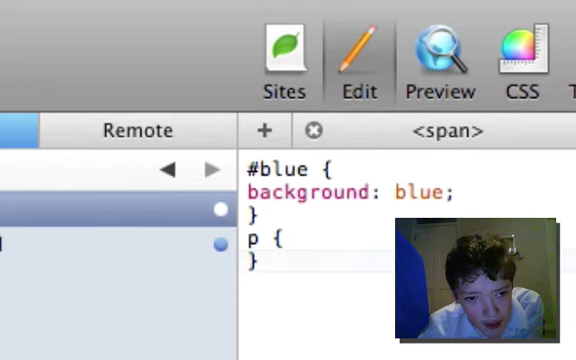 Sites Edit Preview CSS T
Remote + <span>
#blue {
background: blue;
}
p {
}